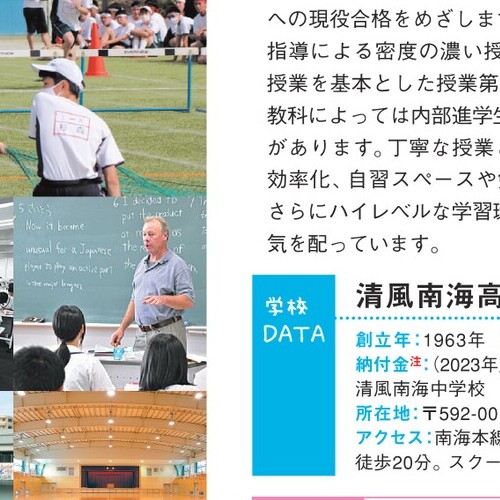 への現役合格をめざしま
指導による密度の濃い授
授業を基本とした授業第
教科によっては内部進学生
があります。丁寧な授業
効率化、自習スペースや
さらにハイレベルな学習
気を配っています。
Now it became
unusual for a Japanese
player to play an active part
in the major leagues.
6 I decided to
put the product
at
the
the
学校
DATA
清風南海高
創立年：1963年
納付金注：(2023年
清風南海中学校
所在地：〒592-00
アクセス：南海本線
徒歩20分。スクー